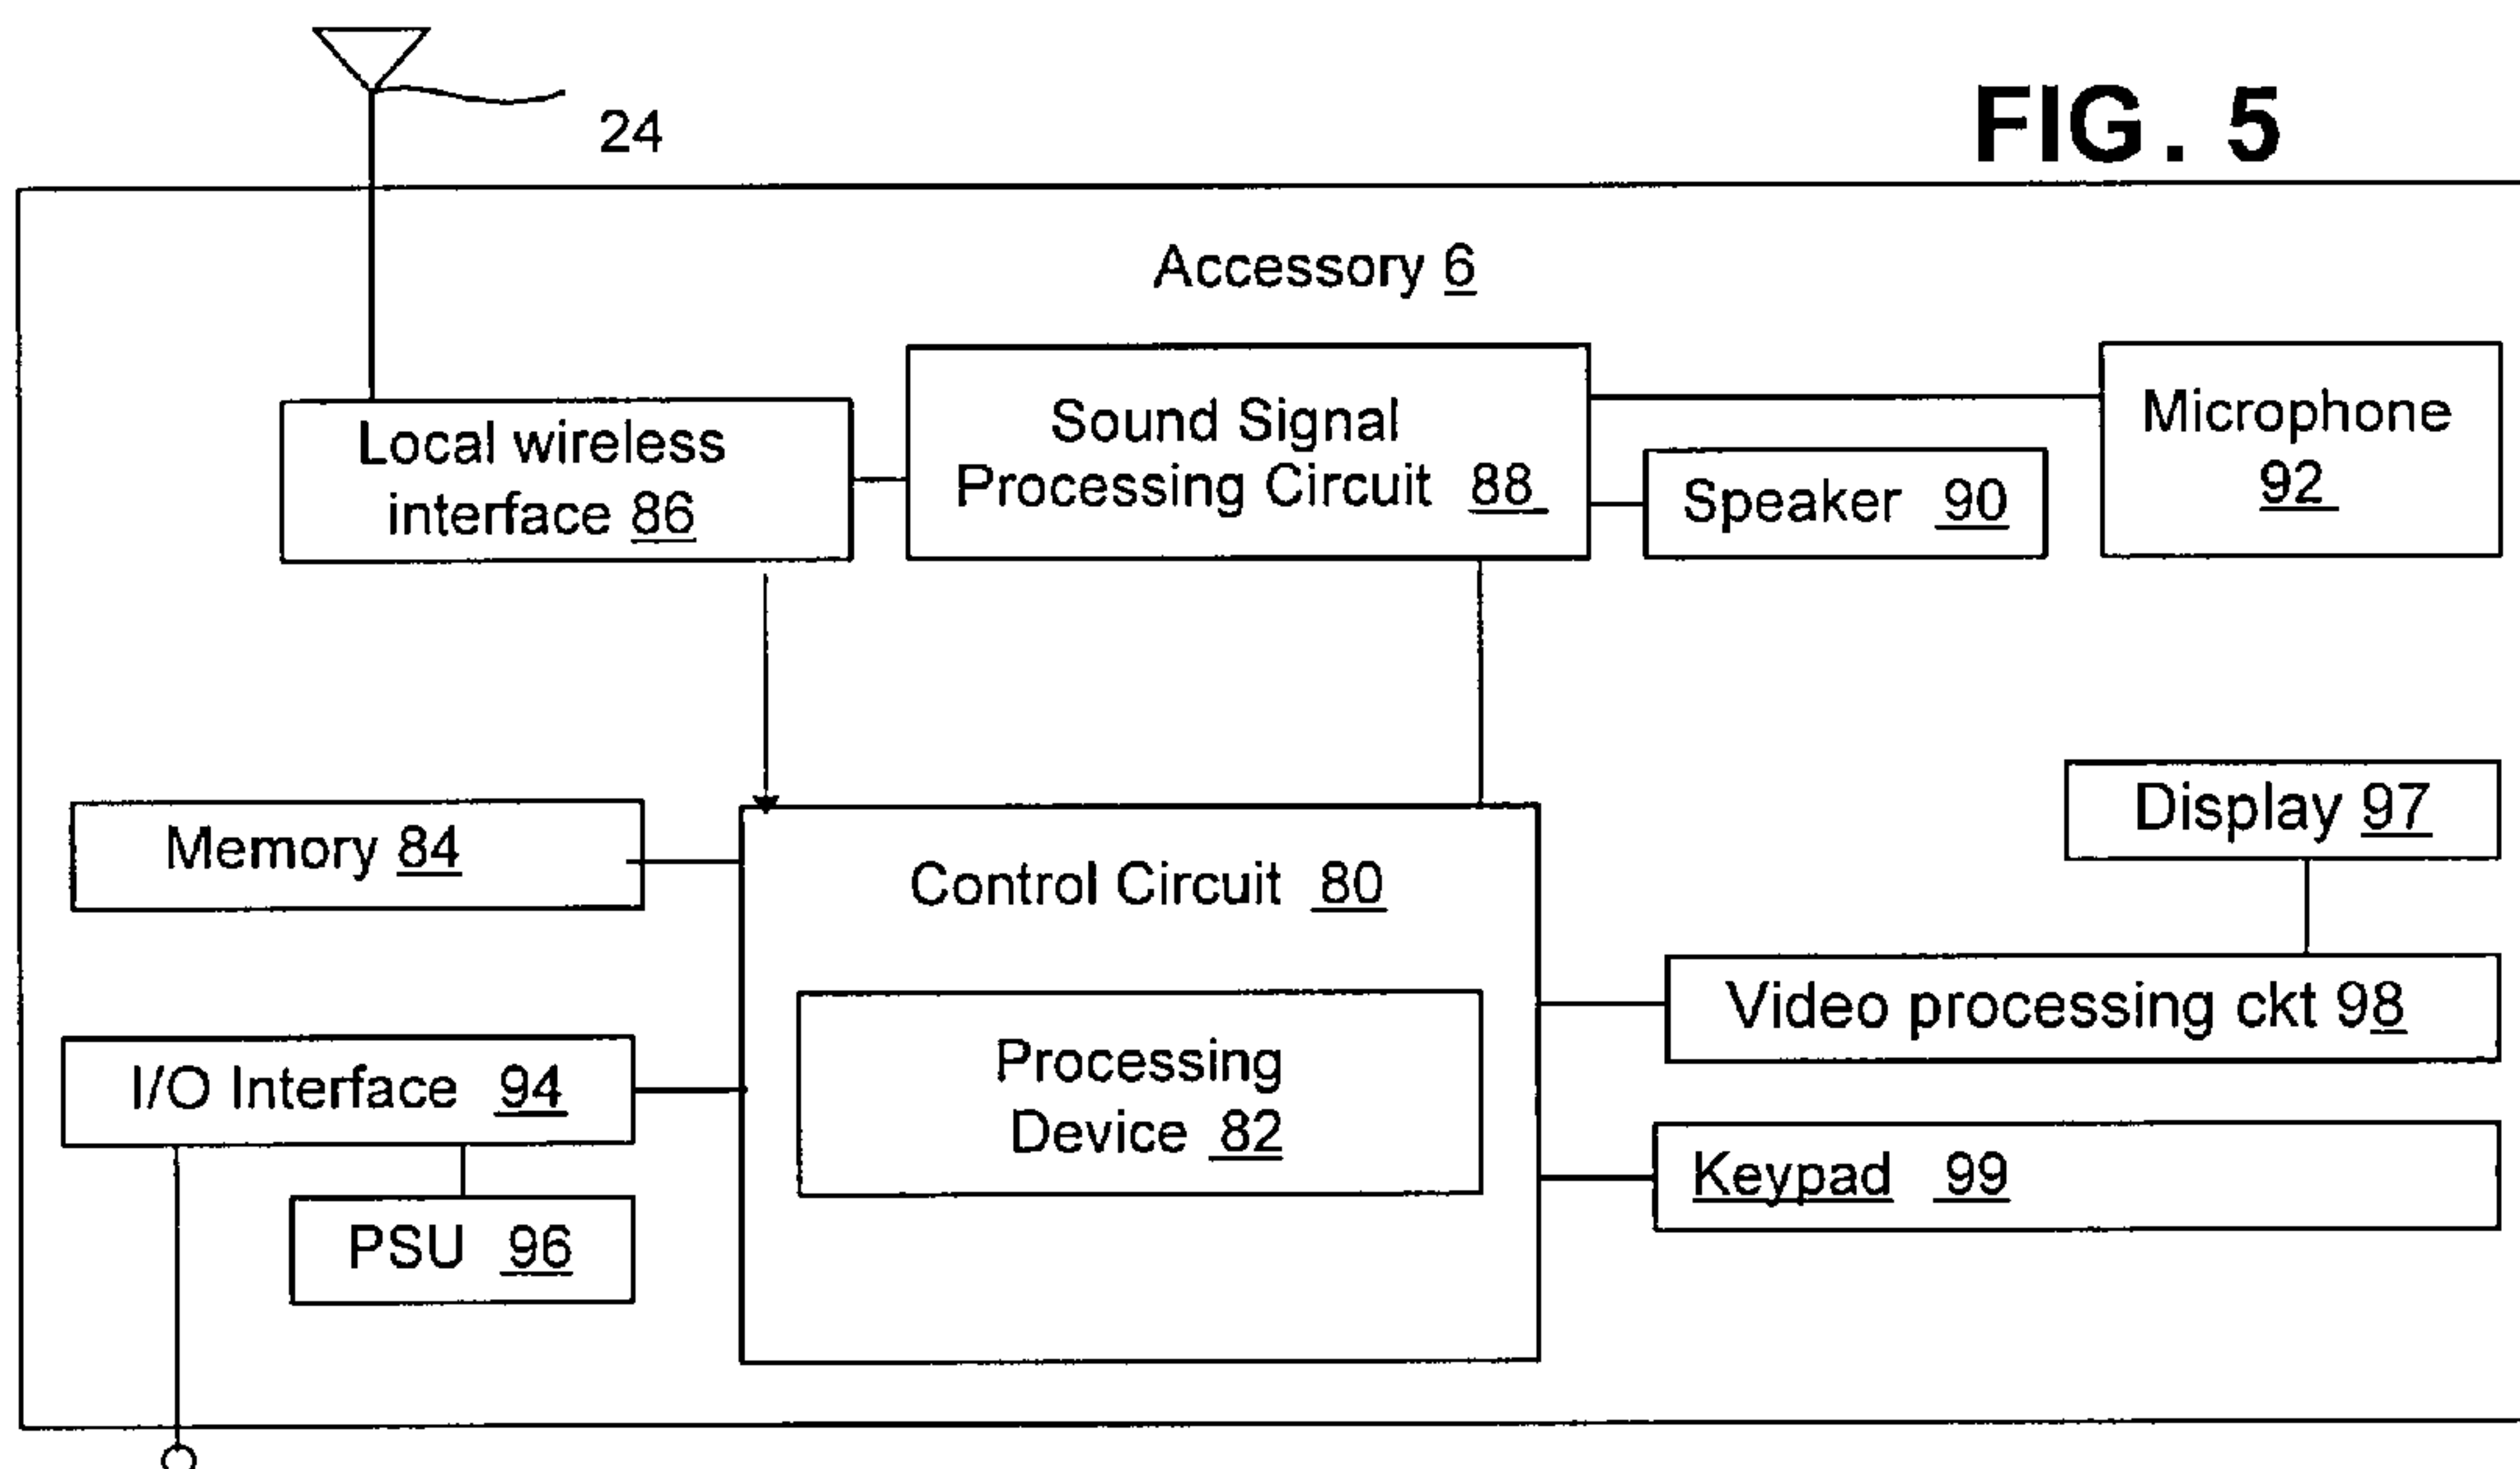 24
FIG. 5
Accessory 6
Local wireless
interface 86
Sound Signal
Processing Circuit 88
Speaker 90
Microphone
92
Memory 84
Control Circuit 80
Display 97
Video processing ckt 98
I/O Interface 94
Processing
Device 82
Keypad 99
PSU 96